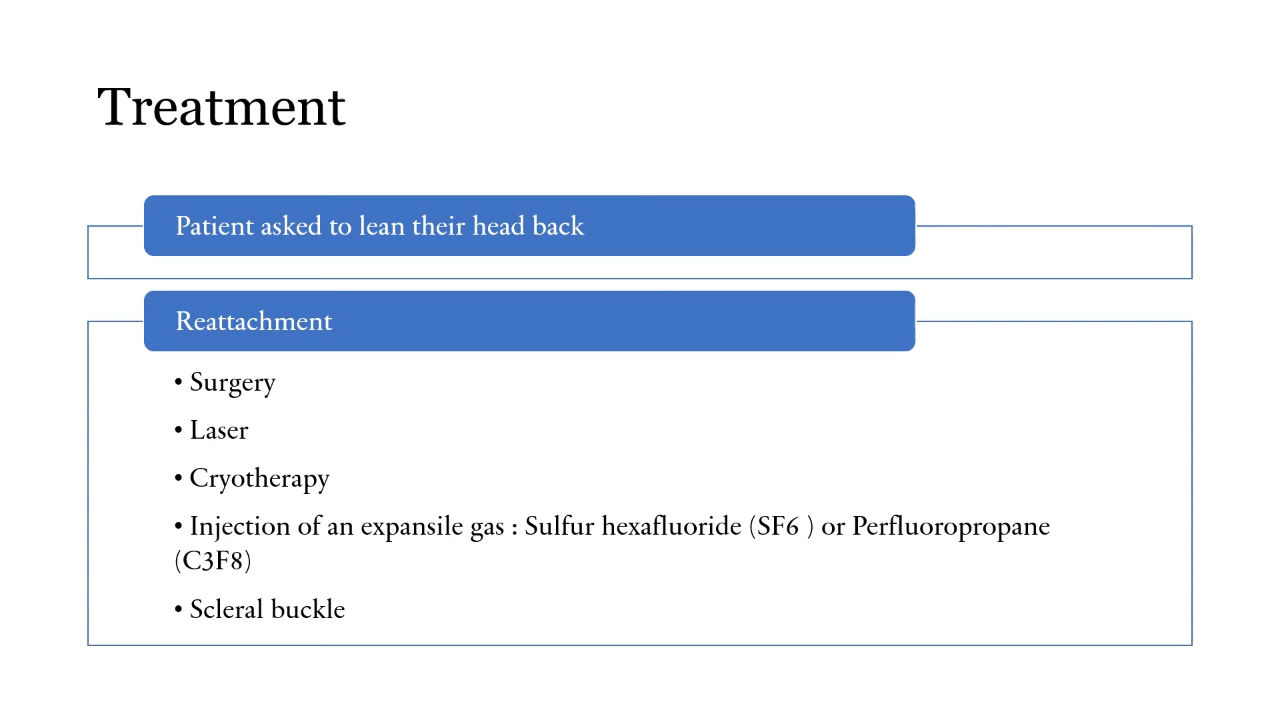 Treatment
Patient asked to lean their head back
Reattachment
• Surgery
• Laser
• Cryotherapy
• Injection of an expansile gas : Sulfur hexafluoride (SF6 ) or Perfluoropropane
(C3F8)
• Scleral buckle